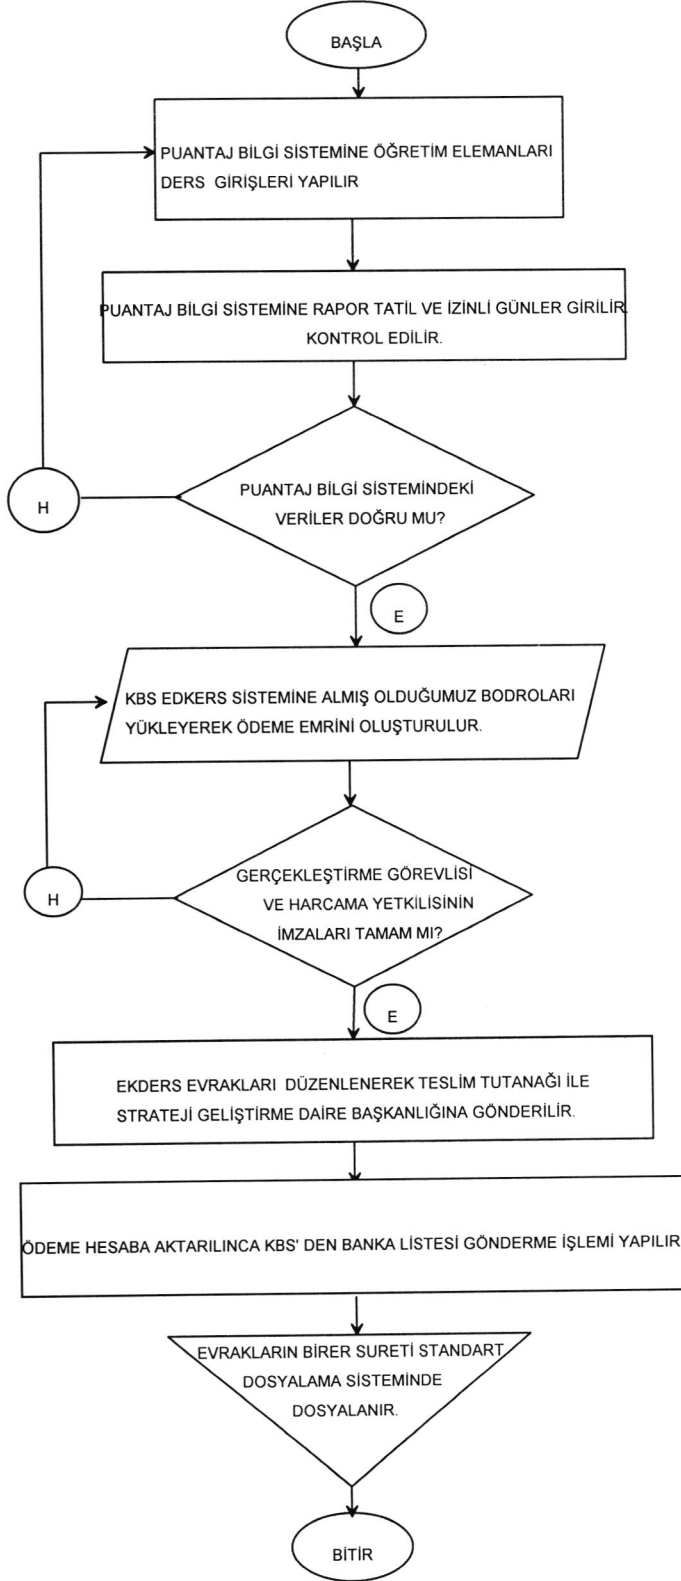 BAŞLA
PUANTAJ BİLGI SİSTEMİNE ÖĞRETİM ELEMANLARI
DERS GİRİŞLERİ YAPILIR
PUANTAJ BİLGI SİSTEMİNE RAPOR TATİL VE İZİNLİ GÜNLER GİRİLİR.
KONTROL EDİLİR.
PUANTAJ BİLGI SİSTEMİNDEKİ
VERİLER DOĞRU MU?
H
E
KBS EDKERS SİSTEMİNE ALMIŞ OLDUĞUMUZ BODROLARI
YÜKLEYEREK ÖDEME EMRİNİ OLUŞTURULUR.
GERÇEKLEŞTİRME GÖREVLİSİ
VE HARCAMA YETKİLİSİNİN
İMZALARI TAMAM MI?
H
E
EKDERS EVRAKLARI DÜZENLENEREK TESLİM TUTANAĞI İLE
STRATEJİ GELİŞTİRME DAİRE BAŞKANLIĞINA GÖNDERİLİR.
ÖDEME HESABA AKTARILINCA KBS' DEN BANKA LİSTESİ GÖNDERME İŞLEMİ YAPILIR
EVRAKLARIN BİRER SURETİ STANDART
DOSYALAMA SİSTEMİNDE
DOSYALANIR.
BİTİR